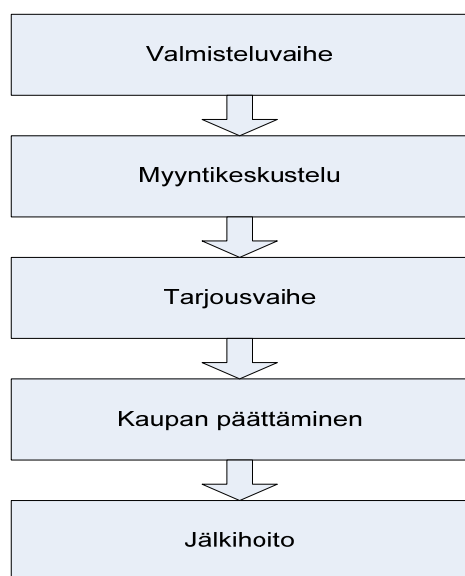 Valmisteluvaihe
Myyntikeskustelu
Tarjousvaihe
Kaupan päättäminen
Jälkihoito